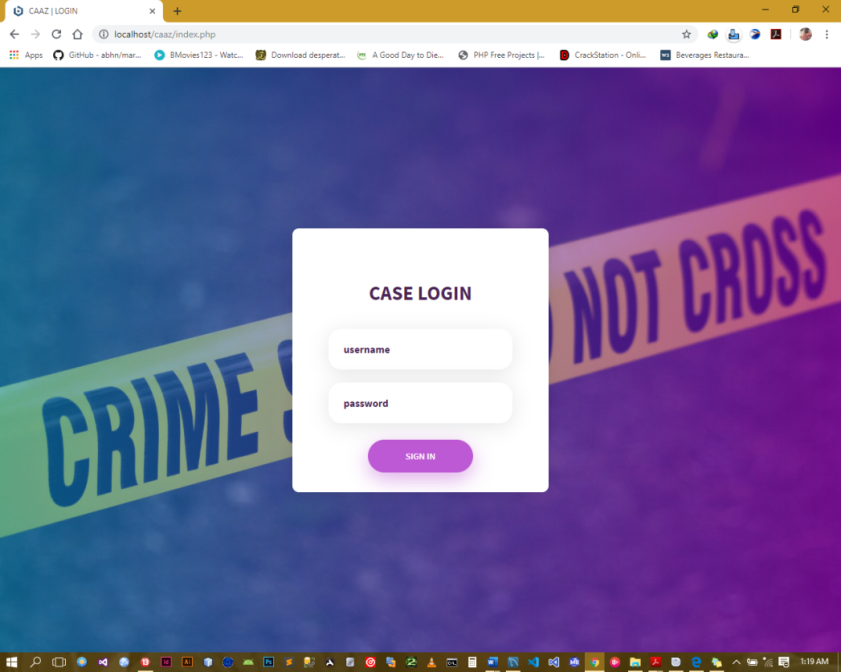 CAAZ | LOGIN
localhost/caaz/index.php
Apps
GitHub - abhn/mar...
BMovies123 - Watc...
Download desperat...
A Good Day to Die...
PHP Free Projects |...
CrackStation - Onli...
Beverages Restaura...
CRIME S
O NOT CROSS
CASE LOGIN
username
password
SIGN IN
1:19 AM